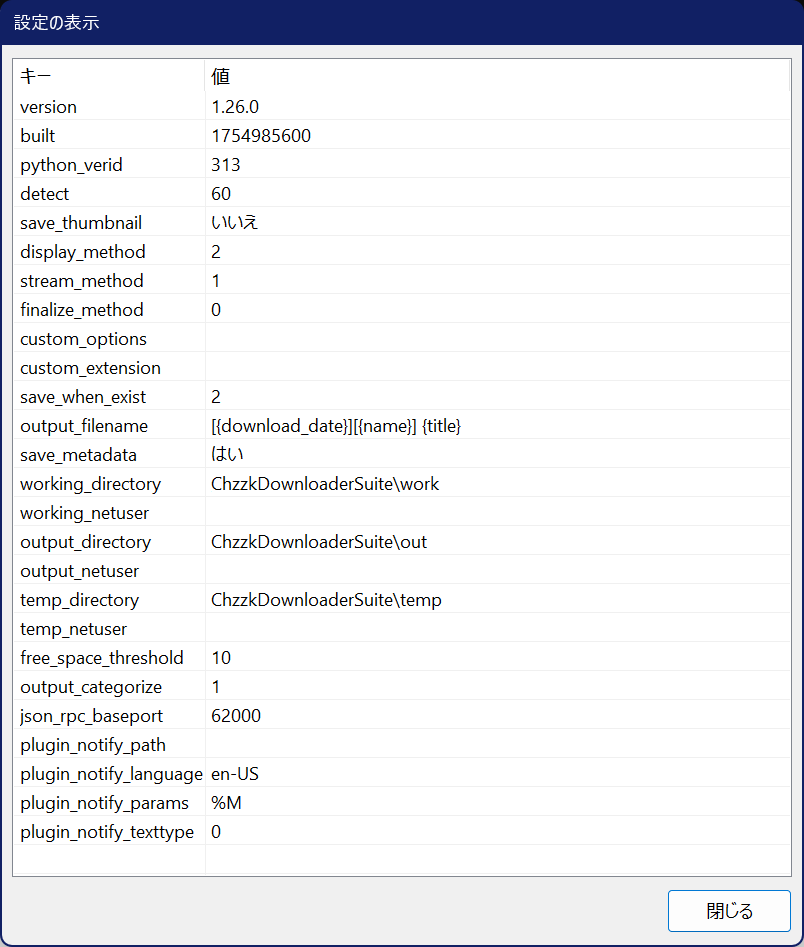 設定の表示
キー 値
version 1.26.0
built 1754985600
python_verid 313
detect 60
save_thumbnail いいえ
display_method 2
stream_method 1
finalize_method 0
custom_options
custom_extension
save_when_exist 2
output_filename [{download_date}][{name}] {title}
save_metadata はい
working_directory ChzzkDownloaderSuite\work
working_netuser
output_directory ChzzkDownloaderSuite\out
output_netuser
temp_directory ChzzkDownloaderSuite\temp
temp_netuser
free_space_threshold 10
output_categorize 1
json_rpc_baseport 62000
plugin_notify_path
plugin_notify_language en-US
plugin_notify_params %M
plugin_notify_texttype 0
閉じる